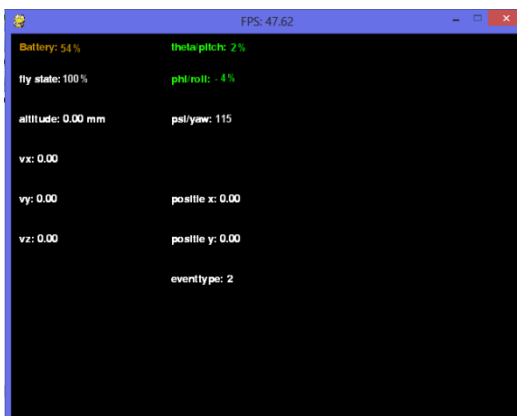 FPS: 47.62
Battery: 54 % theta/pitch: 2 %
fly state: 100 % phi/roll: - 4 %
altitude: 0.00 mm psi/yaw: 115
vx: 0.00
vy: 0.00 positie x: 0.00
vz: 0.00 positie y: 0.00
eventtype: 2